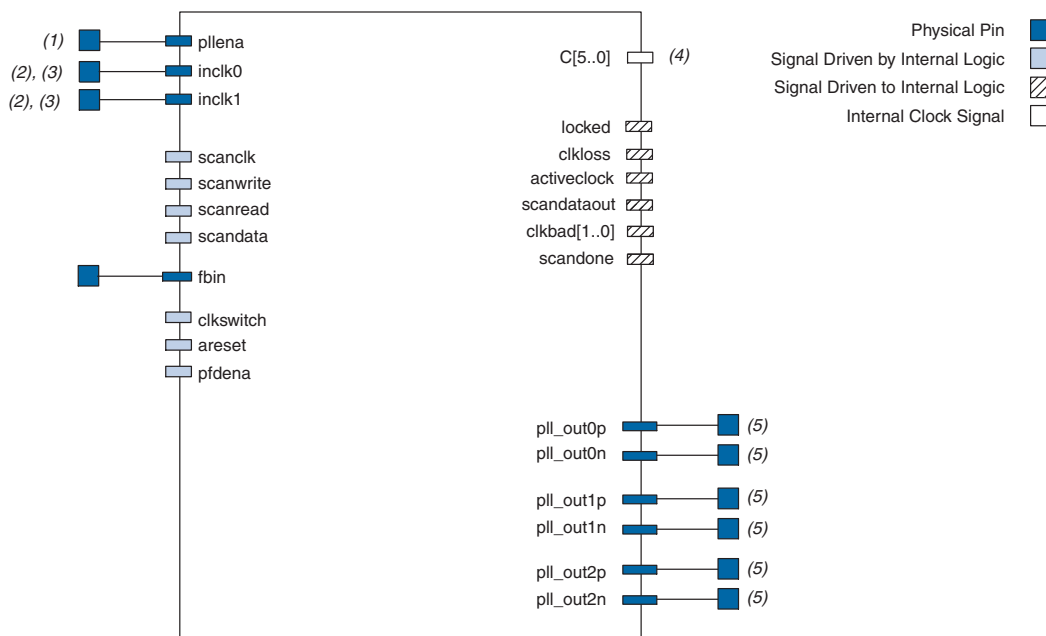 (1) pllena
(2), (3) inclk0
(2), (3) inclk1
scanclk
scanwrite
scanread
scandata
fbin
clkswitch
areset
pfdena
C[5..0] (4)
locked
clkloss
activeclock
scandataout
clkbad[1..0]
scandone
pll_out0p (5)
pll_out0n (5)
pll_out1p (5)
pll_out1n (5)
pll_out2p (5)
pll_out2n (5)
Physical Pin
Signal Driven by Internal Logic
Signal Driven to Internal Logic
Internal Clock Signal